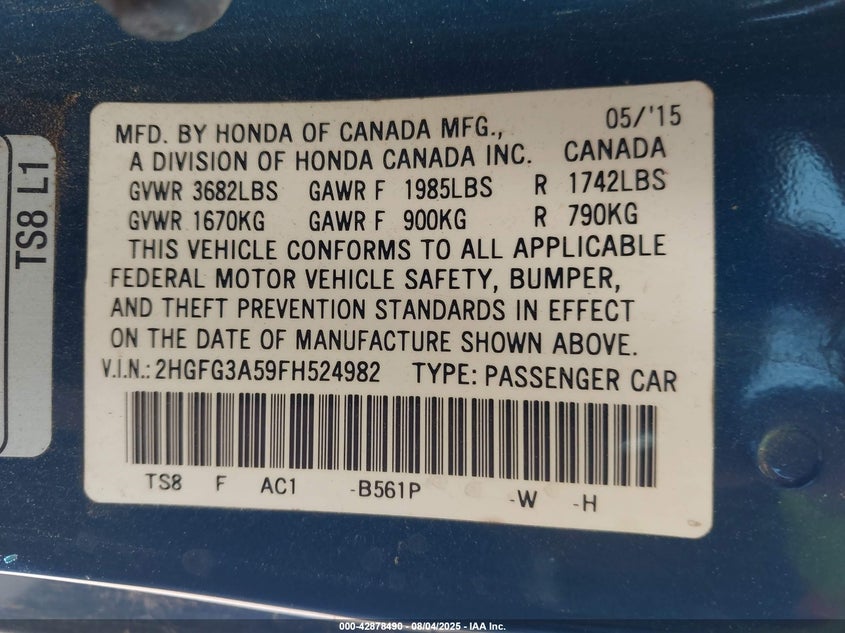 MFD. BY HONDA OF CANADA MFG., 05/'15
A DIVISION OF HONDA CANADA INC. CANADA
GVWR 3682LBS GAWR F 1985LBS R 1742LBS
GVWR 1670KG GAWR F 900KG R 790KG
THIS VEHICLE CONFORMS TO ALL APPLICABLE
FEDERAL MOTOR VEHICLE SAFETY, BUMPER,
AND THEFT PREVENTION STANDARDS IN EFFECT
ON THE DATE OF MANUFACTURE SHOWN ABOVE.
V.I.N.: 2HGFG3A59FH524982 TYPE: PASSENGER CAR
TS8 F AC1 -B561P -W -H
TS8 L1
000-42878490 - 08/04/2025 - IAA Inc.